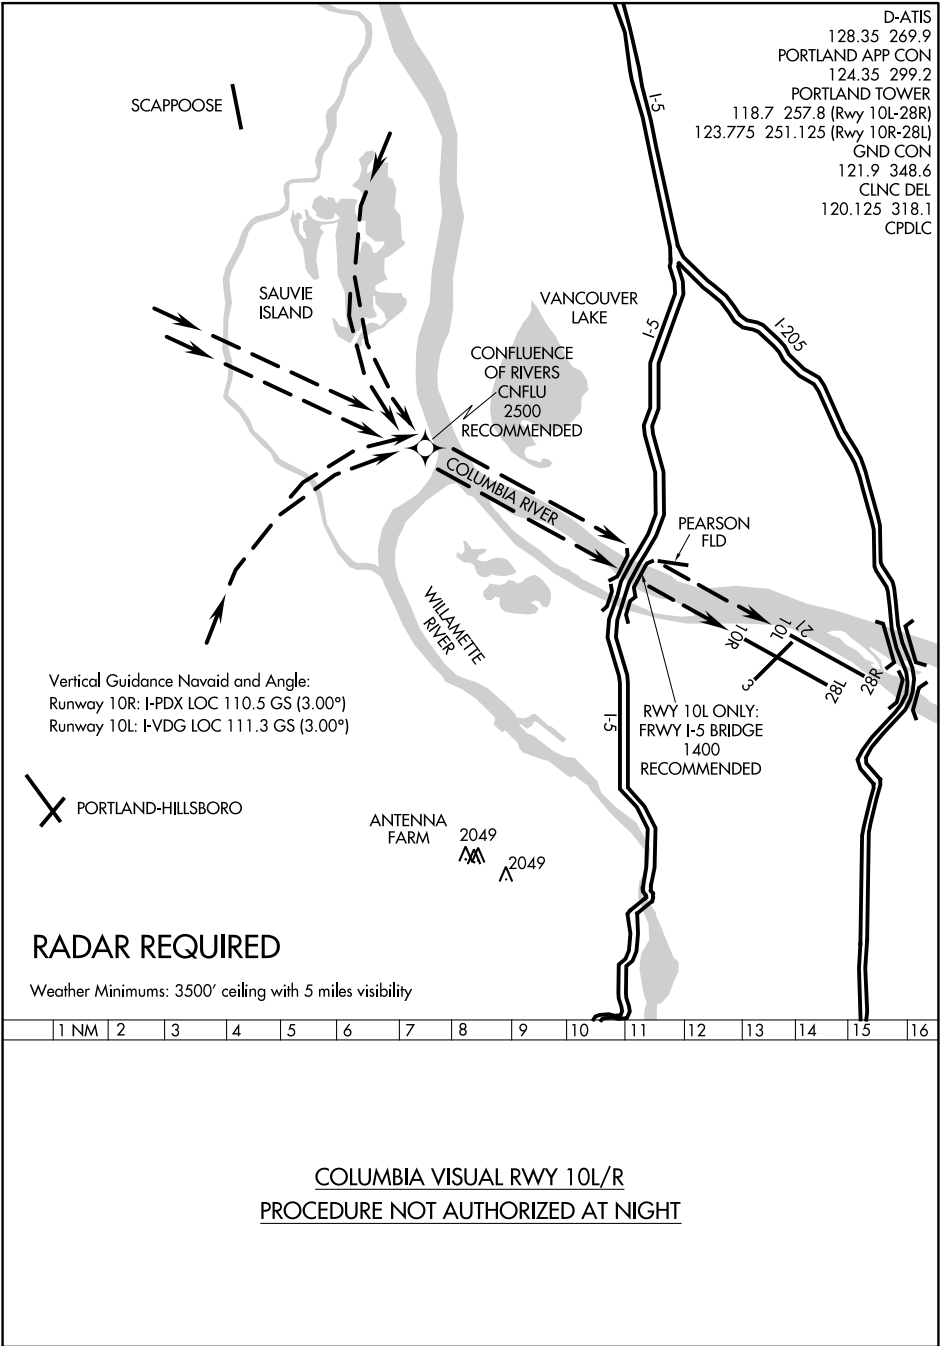 D-ATIS
128.35 269.9
PORTLAND APP CON
124.35 299.2
PORTLAND TOWER
118.7 257.8 (Rwy 10L-28R)
123.775 251.125 (Rwy 10R-28L)
GND CON
121.9 348.6
CLNC DEL
120.125 318.1
CPDLC
SCAPPOOSE
I-5
SAUVIE
ISLAND
VANCOUVER
LAKE
I-5
I-205
CONFLUENCE
OF RIVERS
CNFLU
2500
RECOMMENDED
COLUMBIA RIVER
PEARSON
FLD
WILLAMETTE
RIVER
10R
10L
21
3
28L
28R
Vertical Guidance Navaid and Angle:
Runway 10R: I-PDX LOC 110.5 GS (3.00°)
Runway 10L: I-VDG LOC 111.3 GS (3.00°)
I-5
RWY 10L ONLY:
FRWY I-5 BRIDGE
1400
RECOMMENDED
PORTLAND-HILLSBORO
ANTENNA
FARM
2049
2049
RADAR REQUIRED
Weather Minimums: 3500' ceiling with 5 miles visibility
1 NM 2 3 4 5 6 7 8 9 10 11 12 13 14 15 16
COLUMBIA VISUAL RWY 10L/R
PROCEDURE NOT AUTHORIZED AT NIGHT